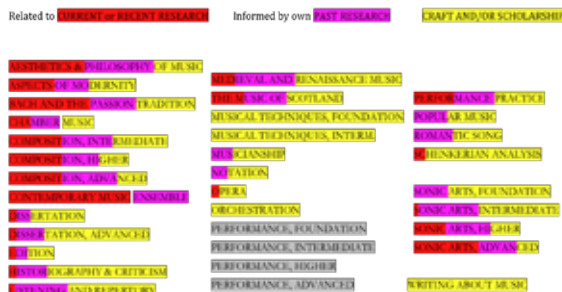 Related to CURRENT or RECENT RESEARCH
Informed by own PAST RESEARCH
CRAFT AND/OR SCHOLARSHIP
AESTHETICS & PHILOSOPHY OF MUSIC
ASPECTS OF MODERNITY
BACH AND THE PASSION TRADITION
CHAMBER MUSIC
COMPOSITION, INTERMEDIATE
COMPOSITION, HIGHER
COMPOSITION, ADVANCED
CONTEMPORARY MUSIC ENSEMBLE
DISSERTATION
DISSERTATION, ADVANCED
EDITION
HISTORIOGRAPHY & CRITICISM
LISTENING AND REPERTORY
MEDIEVAL AND RENAISSANCE MUSIC
THE MUSIC OF SCOTLAND
MUSICAL TECHNIQUES, FOUNDATION
MUSICAL TECHNIQUES, INTERM.
MUSICIANSHIP
NOTATION
OPERA
ORCHESTRATION
PERFORMANCE, FOUNDATION
PERFORMANCE, INTERMEDIATE
PERFORMANCE, HIGHER
PERFORMANCE, ADVANCED
PERFORMANCE PRACTICE
POPULAR MUSIC
ROMANTIC SONG
SCHENKERIAN ANALYSIS
SONIC ARTS, FOUNDATION
SONIC ARTS, INTERMEDIATE
SONIC ARTS, HIGHER
SONIC ARTS, ADVANCED
WRITING ABOUT MUSIC